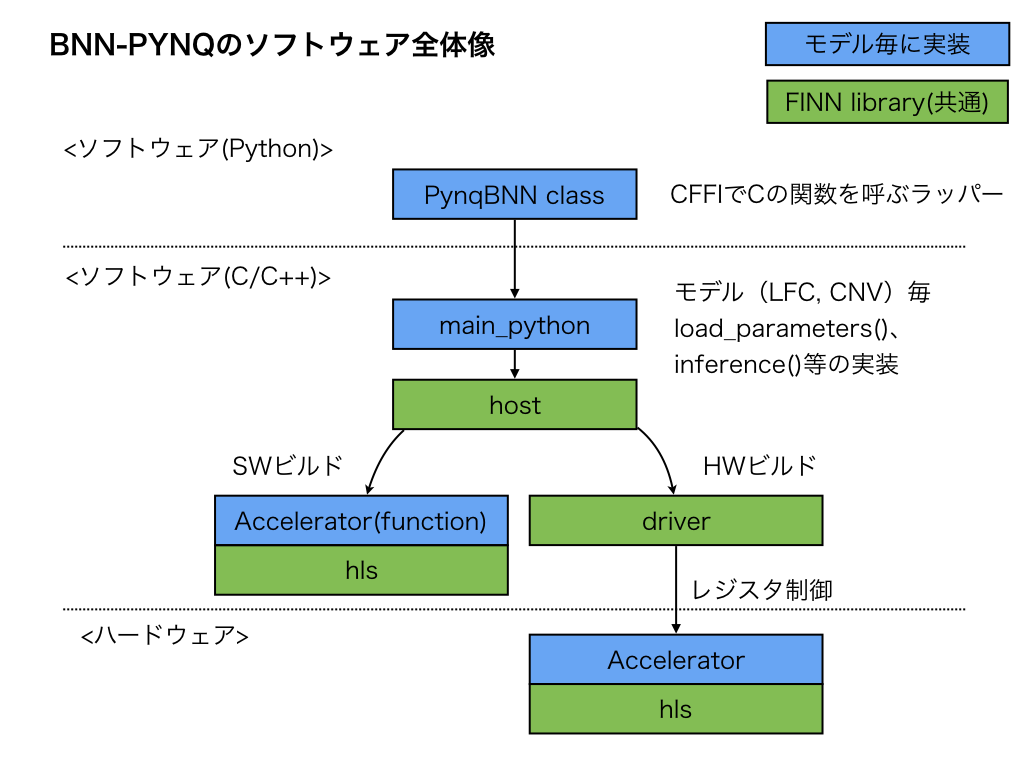 BNN-PYNQのソフトウェア全体像
モデル毎に実装
FINN library(共通)
<ソフトウェア(Python)>
PynqBNN class
CFFIでCの関数を呼ぶラッパー
<ソフトウェア(C/C++)>
モデル（LFC, CNV）毎
load_parameters()、
inference()等の実装
main_python
host
SWビルド
HWビルド
Accelerator(function)
hls
driver
レジスタ制御
<ハードウェア>
Accelerator
hls